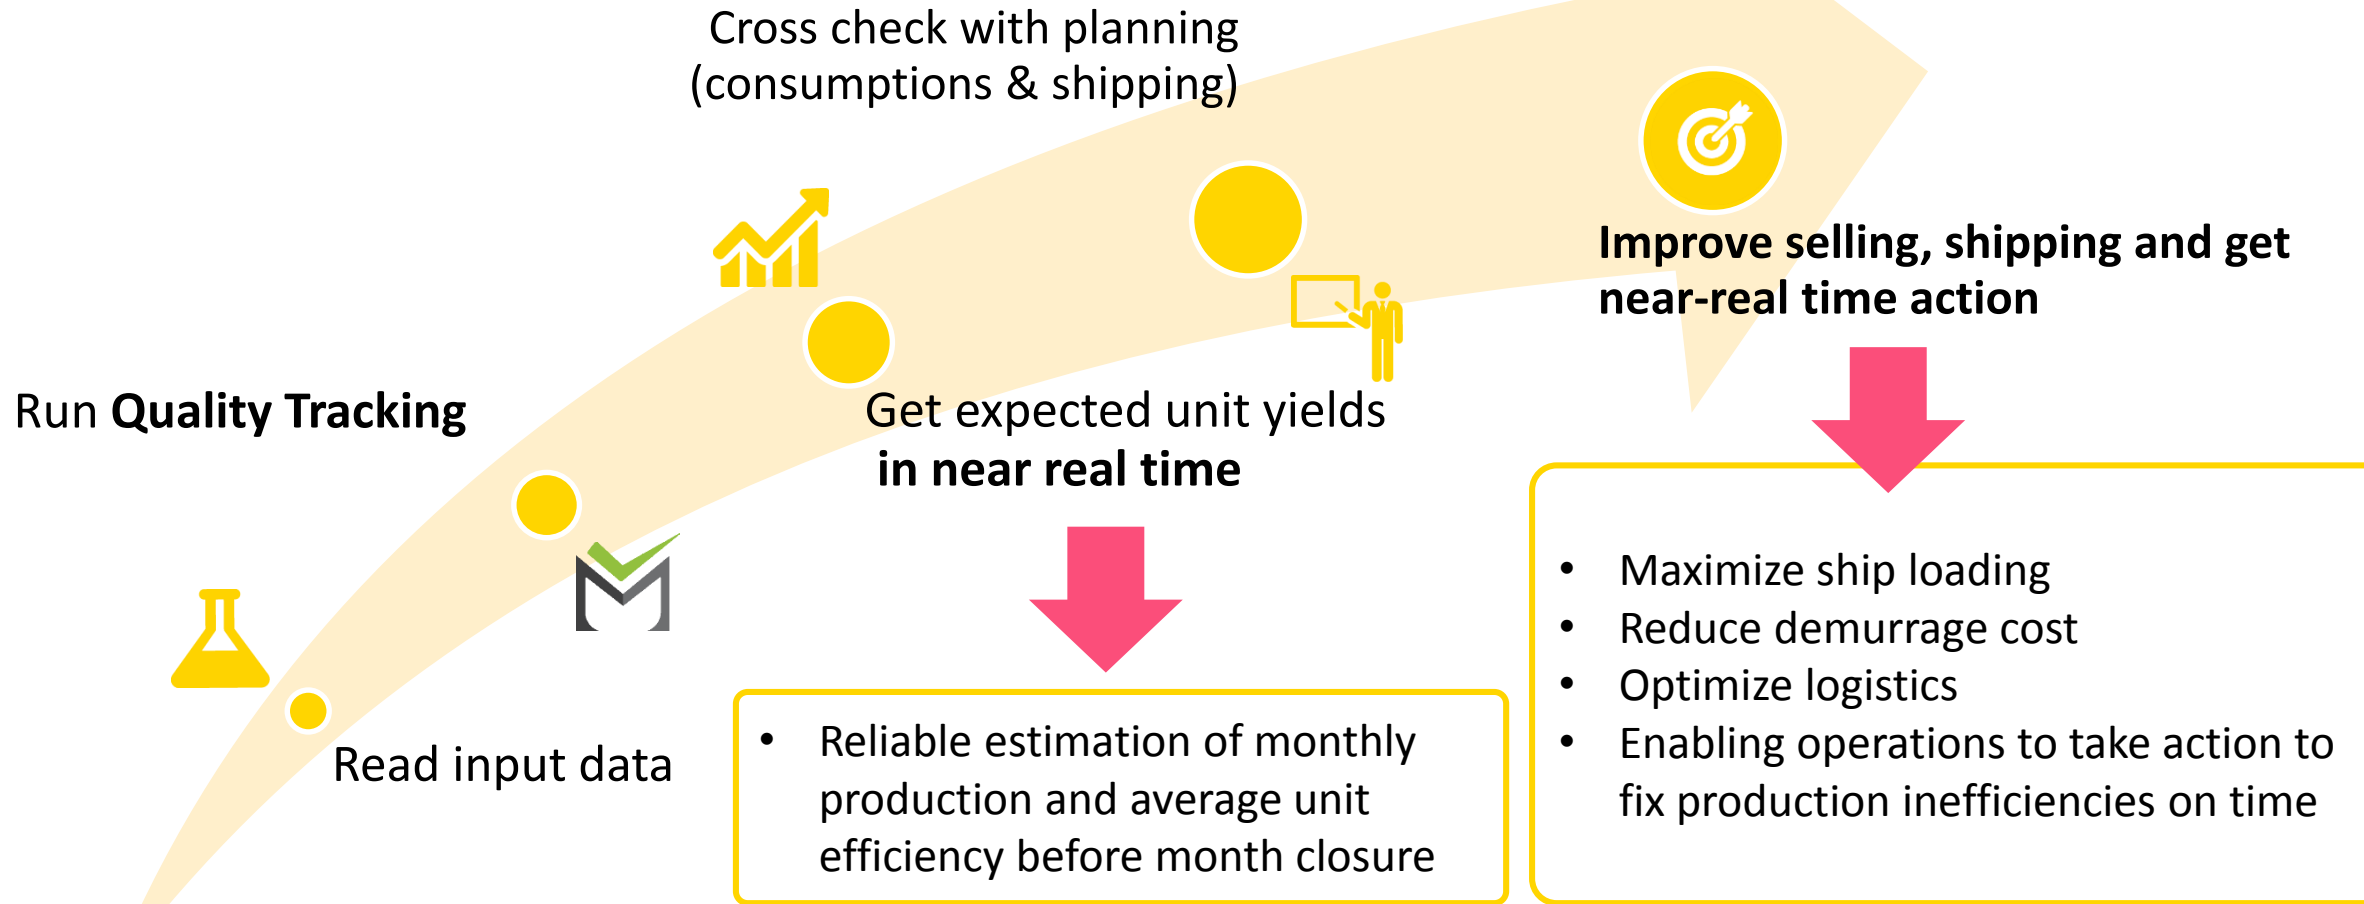 Cross check with planning
(consumptions & shipping)
Improve selling, shipping and get
near-real time action
Run Quality Tracking
Get expected unit yields
in near real time
Read input data
• Reliable estimation of monthly
production and average unit
efficiency before month closure
• Maximize ship loading
• Reduce demurrage cost
• Optimize logistics
• Enabling operations to take action to
fix production inefficiencies on time